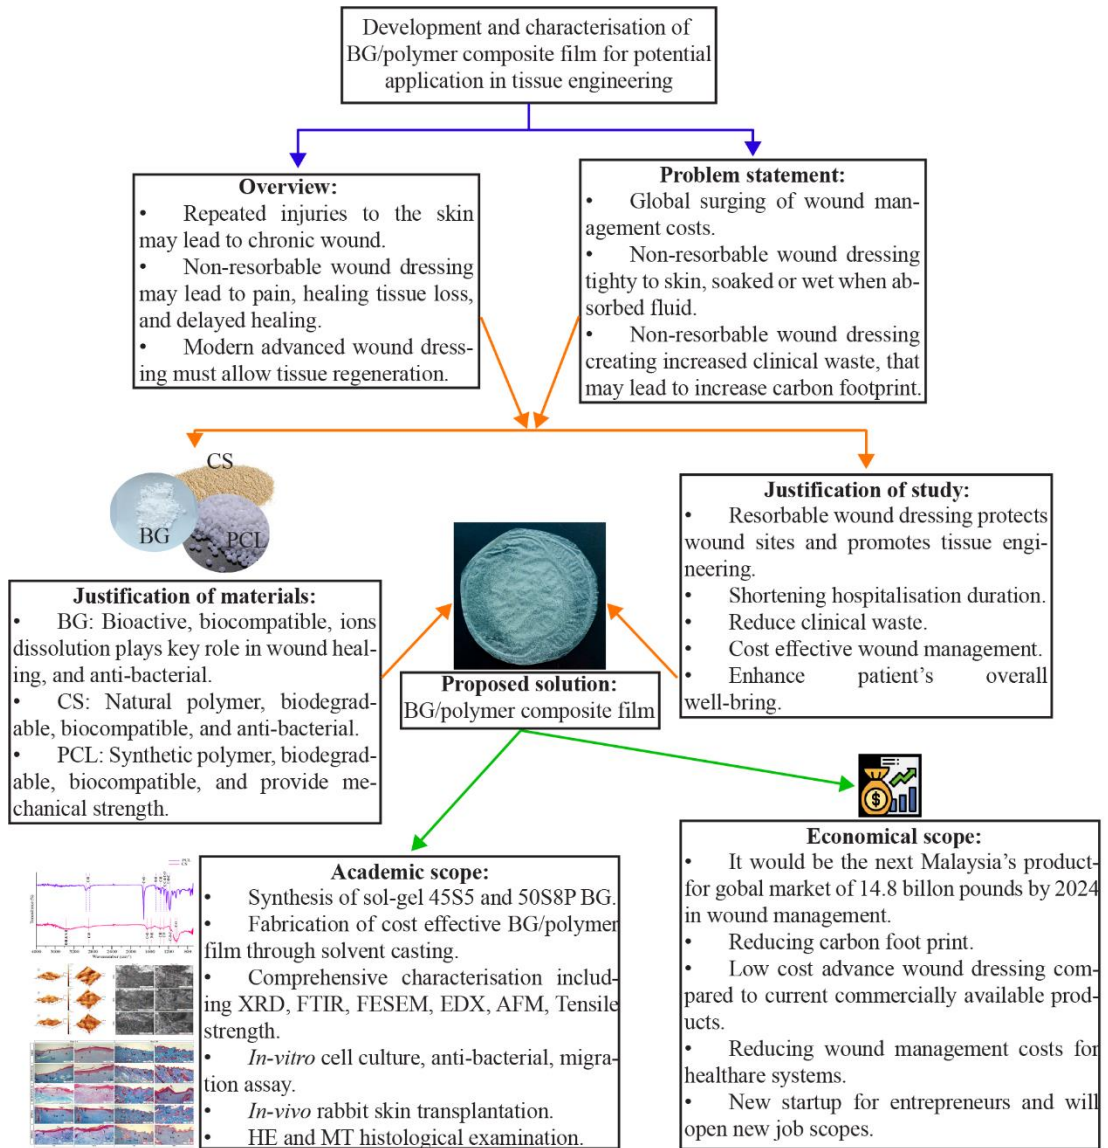 Development and characterisation of
BG/polymer composite film for potential
application in tissue engineering
Overview:
• Repeated injuries to the skin
may lead to chronic wound.
• Non-resorbable wound dressing
may lead to pain, healing tissue loss,
and delayed healing.
• Modern advanced wound dress-
ing must allow tissue regeneration.
Problem statement:
• Global surging of wound man-
agement costs.
• Non-resorbable wound dressing
tighty to skin, soaked or wet when ab-
sorbed fluid.
• Non-resorbable wound dressing
creating increased clinical waste, that
may lead to increase carbon footprint.
CS
BG
PCL
Justification of materials:
• BG: Bioactive, biocompatible, ions
dissolution plays key role in wound heal-
ing, and anti-bacterial.
• CS: Natural polymer, biodegrad-
able, biocompatible, and anti-bacterial.
• PCL: Synthetic polymer, biodegrad-
able, biocompatible, and provide me-
chanical strength.
Proposed solution:
BG/polymer composite film
Justification of study:
• Resorbable wound dressing protects
wound sites and promotes tissue engi-
neering.
• Shortening hospitalisation duration.
• Reduce clinical waste.
• Cost effective wound management.
• Enhance patient's overall
well-bring.
Academic scope:
• Synthesis of sol-gel 45S5 and 50S8P BG.
• Fabrication of cost effective BG/polymer
film through solvent casting.
• Comprehensive characterisation includ-
ing XRD, FTIR, FESEM, EDX, AFM, Tensile
strength.
• In-vitro cell culture, anti-bacterial, migra-
tion assay.
• In-vivo rabbit skin transplantation.
• HE and MT histological examination.
$
Economical scope:
• It would be the next Malaysia's product
for gobal market of 14.8 billon pounds by 2024
in wound management.
• Reducing carbon foot print.
• Low cost advance wound dressing com-
pared to current commercially available prod-
ucts.
• Reducing wound management costs for
healthare systems.
• New startup for entrepreneurs and will
open new job scopes.